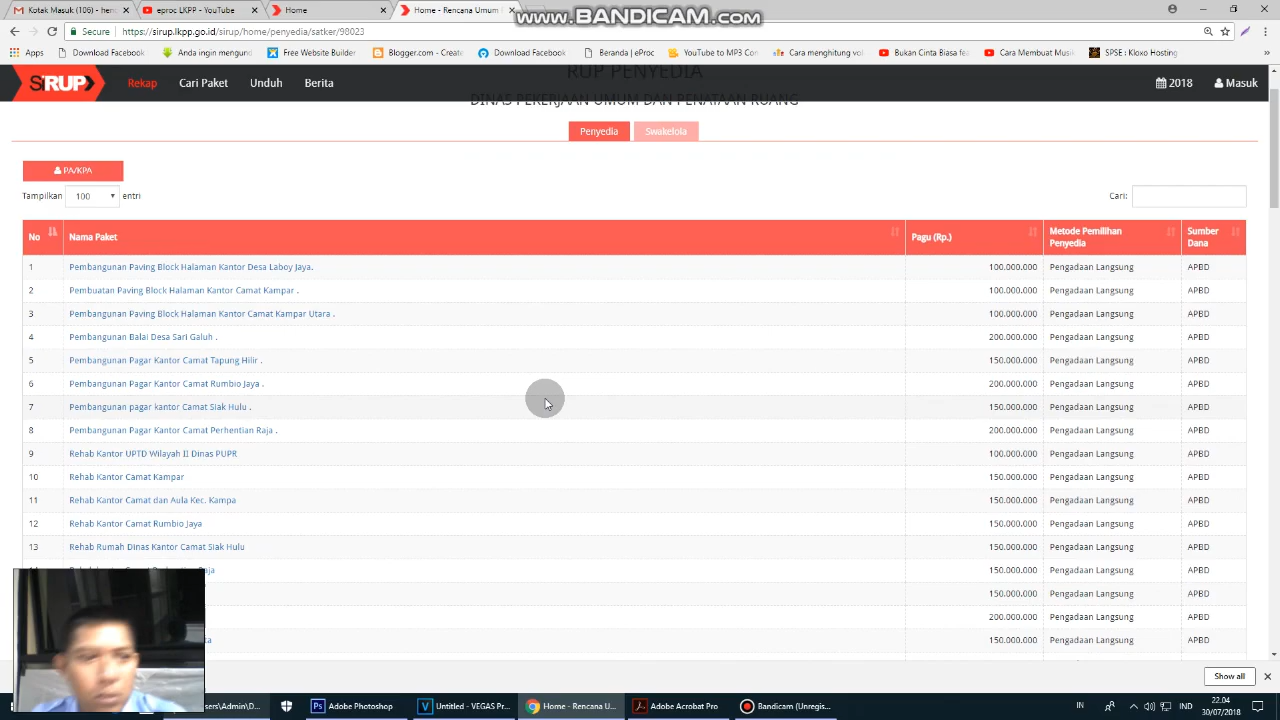 www.BANDICAM.com
Kotak Masuk (240) - m
Home
Home - Rencana Umum P
Secure https://sirup.lkpp.go.id/sirup/home/penyedia/satker/98023
Apps Download Facebook Anda ingin mengund Video Instan Website Builder Blogger.com - Create Download Facebook Beranda | eProc YouTube to MP3 Con Cara menghitung vol Bukan Cinta Biasa fea Cara Membuat Musik SPSE : Kloxo Hosting
SiRUP Rekap Cari Paket Unduh Berita 2018 Masuk
RUP PENYEDIA
DINAS PEKERJAAN UMUM DAN PENATAAN RUANG
Penyedia Swakelola
PA/KPA
Tampilkan 100 entri Cari:
No Nama Paket Pagu (Rp.) Metode Pemilihan Penyedia Sumber Dana
1 Pembangunan Paving Block Halaman Kantor Desa Laboy Jaya. 100.000.000 Pengadaan Langsung APBD
2 Pembuatan Paving Block Halaman Kantor Camat Kampar . 100.000.000 Pengadaan Langsung APBD
3 Pembangunan Paving Block Halaman Kantor Camat Kampar Utara . 100.000.000 Pengadaan Langsung APBD
4 Pembangunan Balai Desa Sari Galuh . 200.000.000 Pengadaan Langsung APBD
5 Pembangunan Pagar Kantor Camat Tapung Hilir . 150.000.000 Pengadaan Langsung APBD
6 Pembangunan Pagar Kantor Camat Rumbio Jaya . 200.000.000 Pengadaan Langsung APBD
7 Pembangunan pagar kantor Camat Siak Hulu . 150.000.000 Pengadaan Langsung APBD
8 Pembangunan Pagar Kantor Camat Perhentian Raja . 200.000.000 Pengadaan Langsung APBD
9 Rehab Kantor UPTD Wilayah II Dinas PUPR 100.000.000 Pengadaan Langsung APBD
10 Rehab Kantor Camat Kampar 150.000.000 Pengadaan Langsung APBD
11 Rehab Kantor Camat dan Aula Kec. Kampa 150.000.000 Pengadaan Langsung APBD
12 Rehab Kantor Camat Rumbio Jaya 150.000.000 Pengadaan Langsung APBD
13 Rehab Rumah Dinas Kantor Camat Siak Hulu 150.000.000 Pengadaan Langsung APBD
150.000.000 Pengadaan Langsung APBD
150.000.000 Pengadaan Langsung APBD
200.000.000 Pengadaan Langsung APBD
150.000.000 Pengadaan Langsung APBD
Show all
sers\Admin\D... Adobe Photoshop Untitled - VEGAS Pr... Home - Rencana U... Adobe Acrobat Pro Bandicam (Unregis... IN IND 22.04
30/07/2018